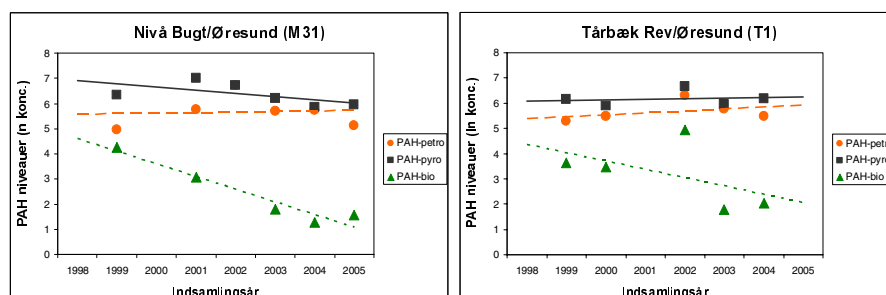 Nivå Bugt/Øresund (M31)
PAH niveauer (n konc.)
8
7
6
5
4
3
2
1
0
1998 1999 2000 2001 2002 2003 2004 2005
Indsamlingsår
PAH-petro
PAH-pyro
PAH-bio
Tårbæk Rev/Øresund (T1)
PAH niveauer (ln konc.)
8
7
6
5
4
3
2
1
0
1998 1999 2000 2001 2002 2003 2004 2005
Indsamlingsår
PAH-petro
PAH-pyro
PAH-bio